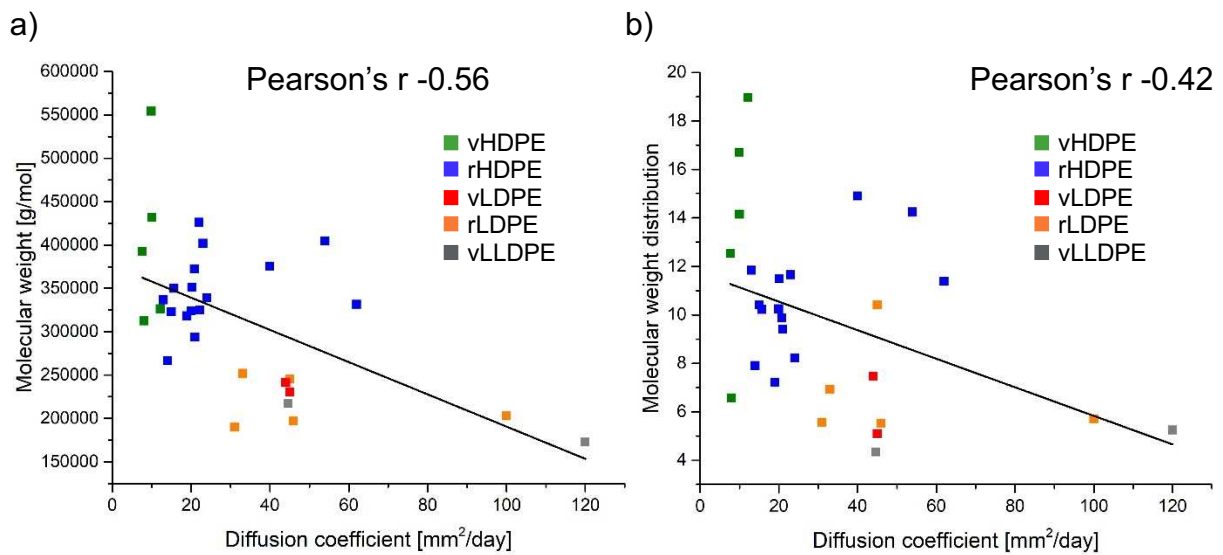 a)
Pearson’s r -0.56
600000
550000
500000
450000
400000
350000
300000
250000
200000
150000
Molecular weight [g/mol]
vHDPE
rHDPE
vLDPE
rLDPE
vLLDPE
0 20 40 60 80 100 120
Diffusion coefficient [mm²/day]
b)
Pearson’s r -0.42
20
18
16
14
12
10
8
6
4
Molecular weight distribution
vHDPE
rHDPE
vLDPE
rLDPE
vLLDPE
0 20 40 60 80 100 120
Diffusion coefficient [mm²/day]